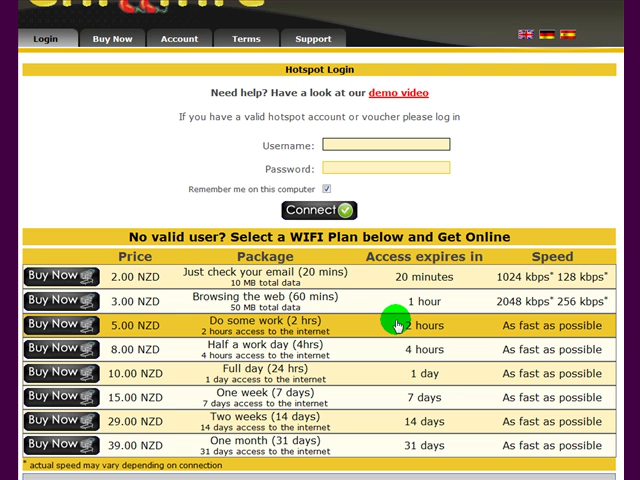 Login Buy Now Account Terms Support
Hotspot Login
Need help? Have a look at our demo video
If you have a valid hotspot account or voucher please log in
Username:
Password:
Remember me on this computer
Connect
No valid user? Select a WIFI Plan below and Get Online
Price Package Access expires in Speed
Buy Now 2.00 NZD Just check your email (20 mins) 20 minutes 1024 kbps* 128 kbps*
10 MB total data
Buy Now 3.00 NZD Browsing the web (60 mins) 1 hour 2048 kbps* 256 kbps*
50 MB total data
Buy Now 5.00 NZD Do some work (2 hrs) 2 hours As fast as possible
2 hours access to the internet
Buy Now 8.00 NZD Half a work day (4hrs) 4 hours As fast as possible
4 hours access to the internet
Buy Now 10.00 NZD Full day (24 hrs) 1 day As fast as possible
1 day access to the internet
Buy Now 15.00 NZD One week (7 days) 7 days As fast as possible
7 days access to the internet
Buy Now 29.00 NZD Two weeks (14 days) 14 days As fast as possible
14 days access to the internet
Buy Now 39.00 NZD One month (31 days) 31 days As fast as possible
31 days access to the internet
* actual speed may vary depending on connection